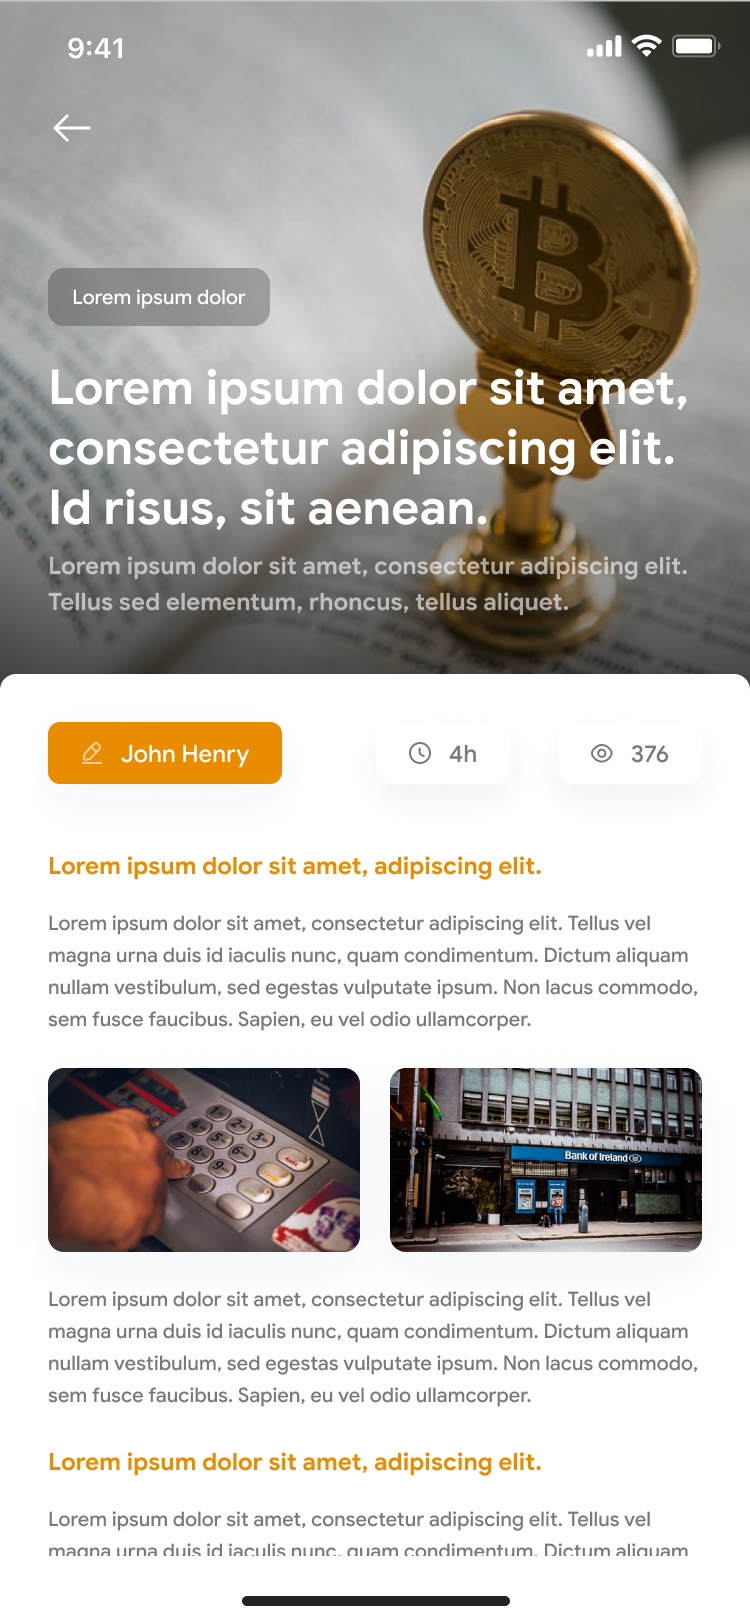 9:41
Lorem ipsum dolor
Lorem ipsum dolor sit amet,
consectetur adipiscing elit.
Id risus, sit aenean.
Lorem ipsum dolor sit amet, consectetur adipiscing elit.
Tellus sed elementum, rhoncus, tellus aliquet.
John Henry
4h
376
Lorem ipsum dolor sit amet, adipiscing elit.
Lorem ipsum dolor sit amet, consectetur adipiscing elit. Tellus vel
magna urna duis id iaculis nunc, quam condimentum. Dictum aliquam
nullam vestibulum, sed egestas vulputate ipsum. Non lacus commodo,
sem fusce faucibus. Sapien, eu vel odio ullamcorper.
Bank of Ireland
Lorem ipsum dolor sit amet, consectetur adipiscing elit. Tellus vel
magna urna duis id iaculis nunc, quam condimentum. Dictum aliquam
nullam vestibulum, sed egestas vulputate ipsum. Non lacus commodo,
sem fusce faucibus. Sapien, eu vel odio ullamcorper.
Lorem ipsum dolor sit amet, adipiscing elit.
Lorem ipsum dolor sit amet, consectetur adipiscing elit. Tellus vel
magna urna duis id iaculis nunc, quam condimentum. Dictum aliquam